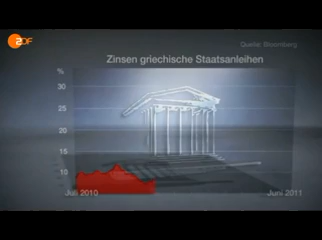 ZDF
Quelle: Bloomberg
Zinsen griechische Staatsanleihen
%
30
25
20
15
10
Juli 2010
Juni 2011